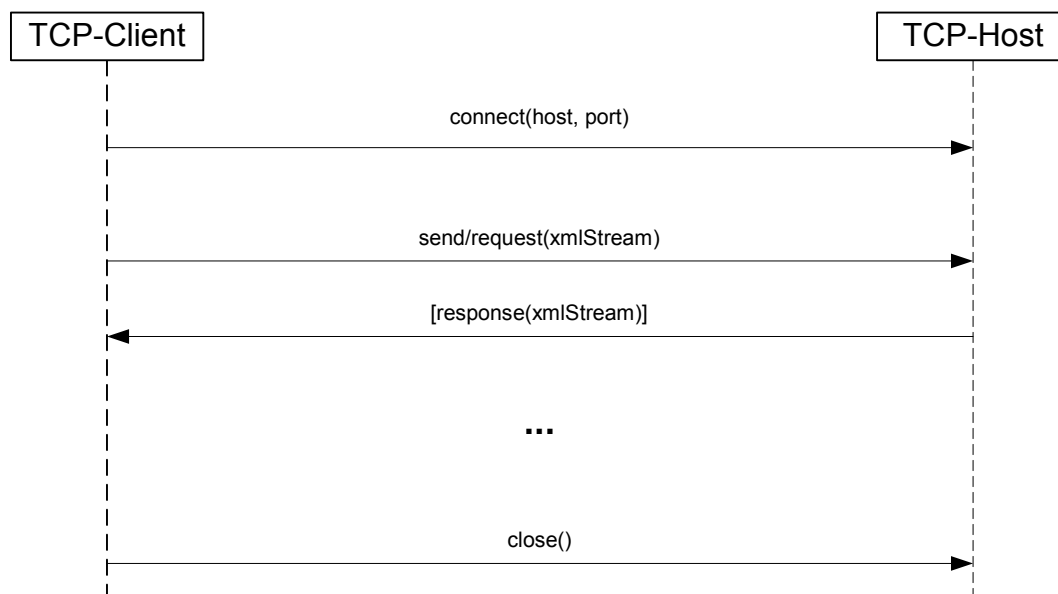 TCP-Client
TCP-Host
connect(host, port)
send/request(xmlStream)
[response(xmlStream)]
...
close()